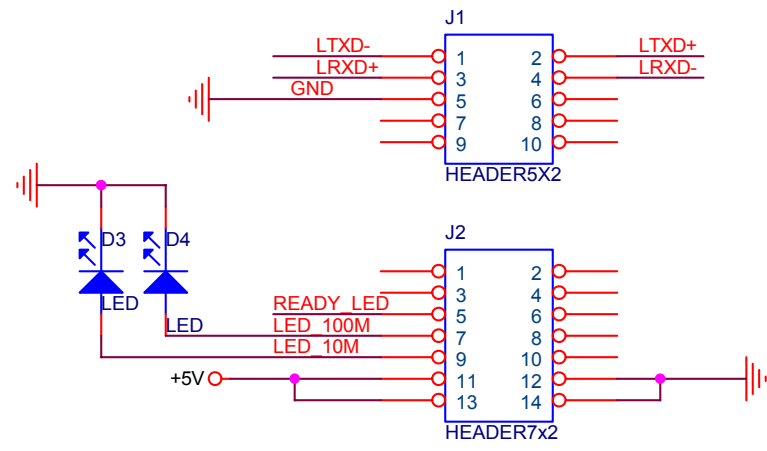 J1
LTXD- 1 2 LTXD+
LRXD+ 3 4 LRXD-
GND 5 6
7 8
9 10
HEADER5X2
D3 D4 J2
1 2
LED 3 4
READY_LED 5 6
LED LED_100M 7 8
LED_10M 9 10
+5V 11 12
13 14
HEADER7x2